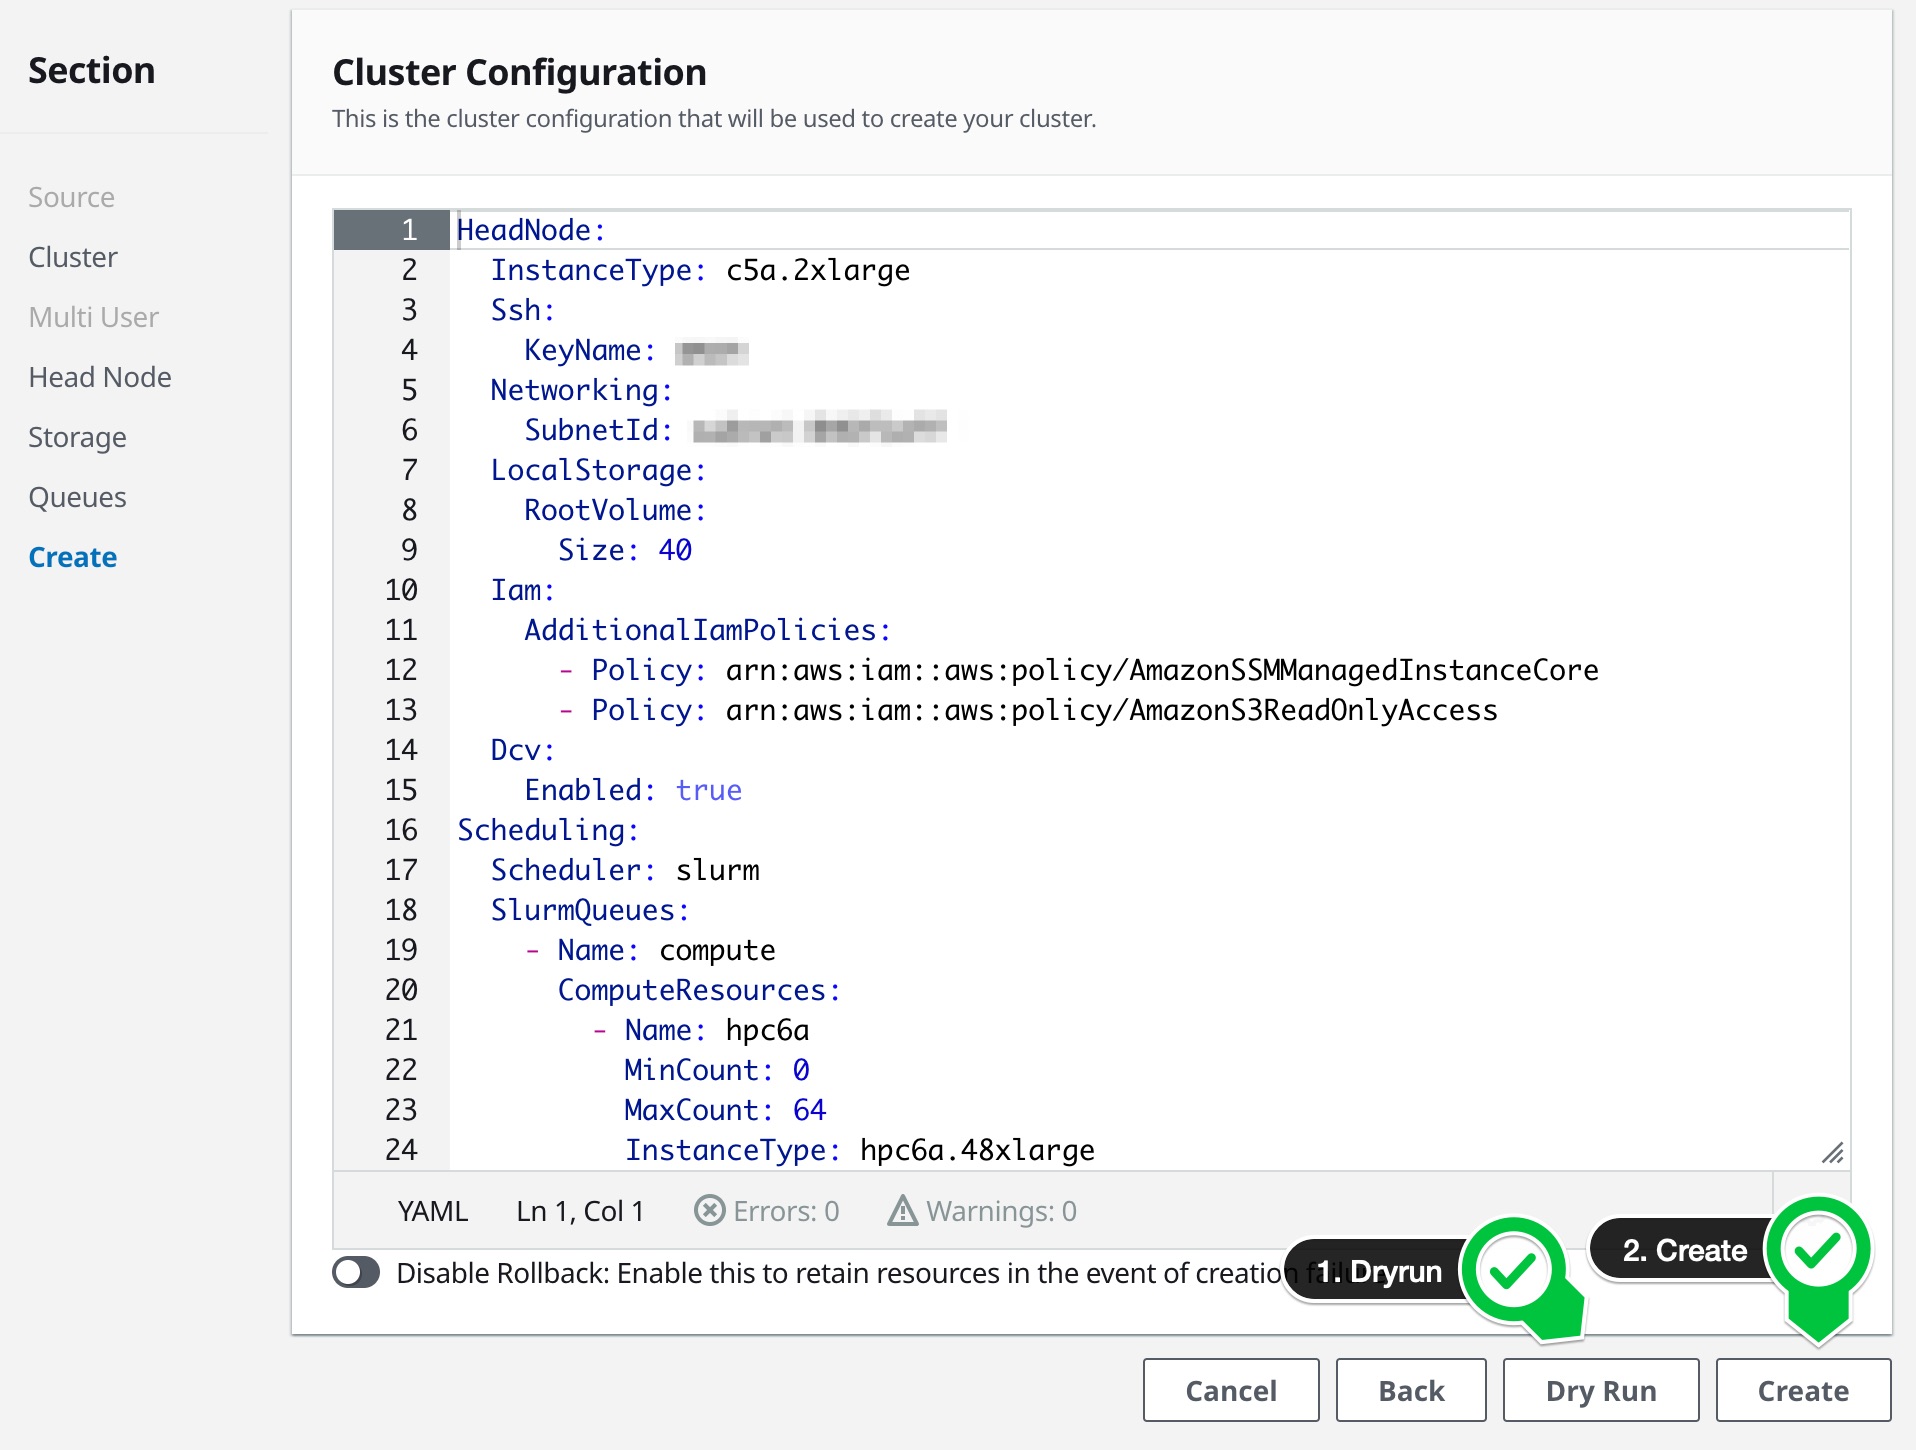 Section
Source
Cluster
Multi User
Head Node
Storage
Queues
Create
Cluster Configuration
This is the cluster configuration that will be used to create your cluster.
1 HeadNode:
2 InstanceType: c5a.2xlarge
3 Ssh:
4 KeyName:
5 Networking:
6 SubnetId:
7 LocalStorage:
8 RootVolume:
9 Size: 40
10 Iam:
11 AdditionalIamPolicies:
12 - Policy: arn:aws:iam::aws:policy/AmazonSSMManagedInstanceCore
13 - Policy: arn:aws:iam::aws:policy/AmazonS3ReadOnlyAccess
14 Dcv:
15 Enabled: true
16 Scheduling:
17 Scheduler: slurm
18 SlurmQueues:
19 - Name: compute
20 ComputeResources:
21 - Name: hpc6a
22 MinCount: 0
23 MaxCount: 64
24 InstanceType: hpc6a.48xlarge
YAML Ln 1, Col 1 Errors: 0 Warnings: 0
Disable Rollback: Enable this to retain resources in the event of creation
1. Dryrun
2. Create
Cancel Back Dry Run Create